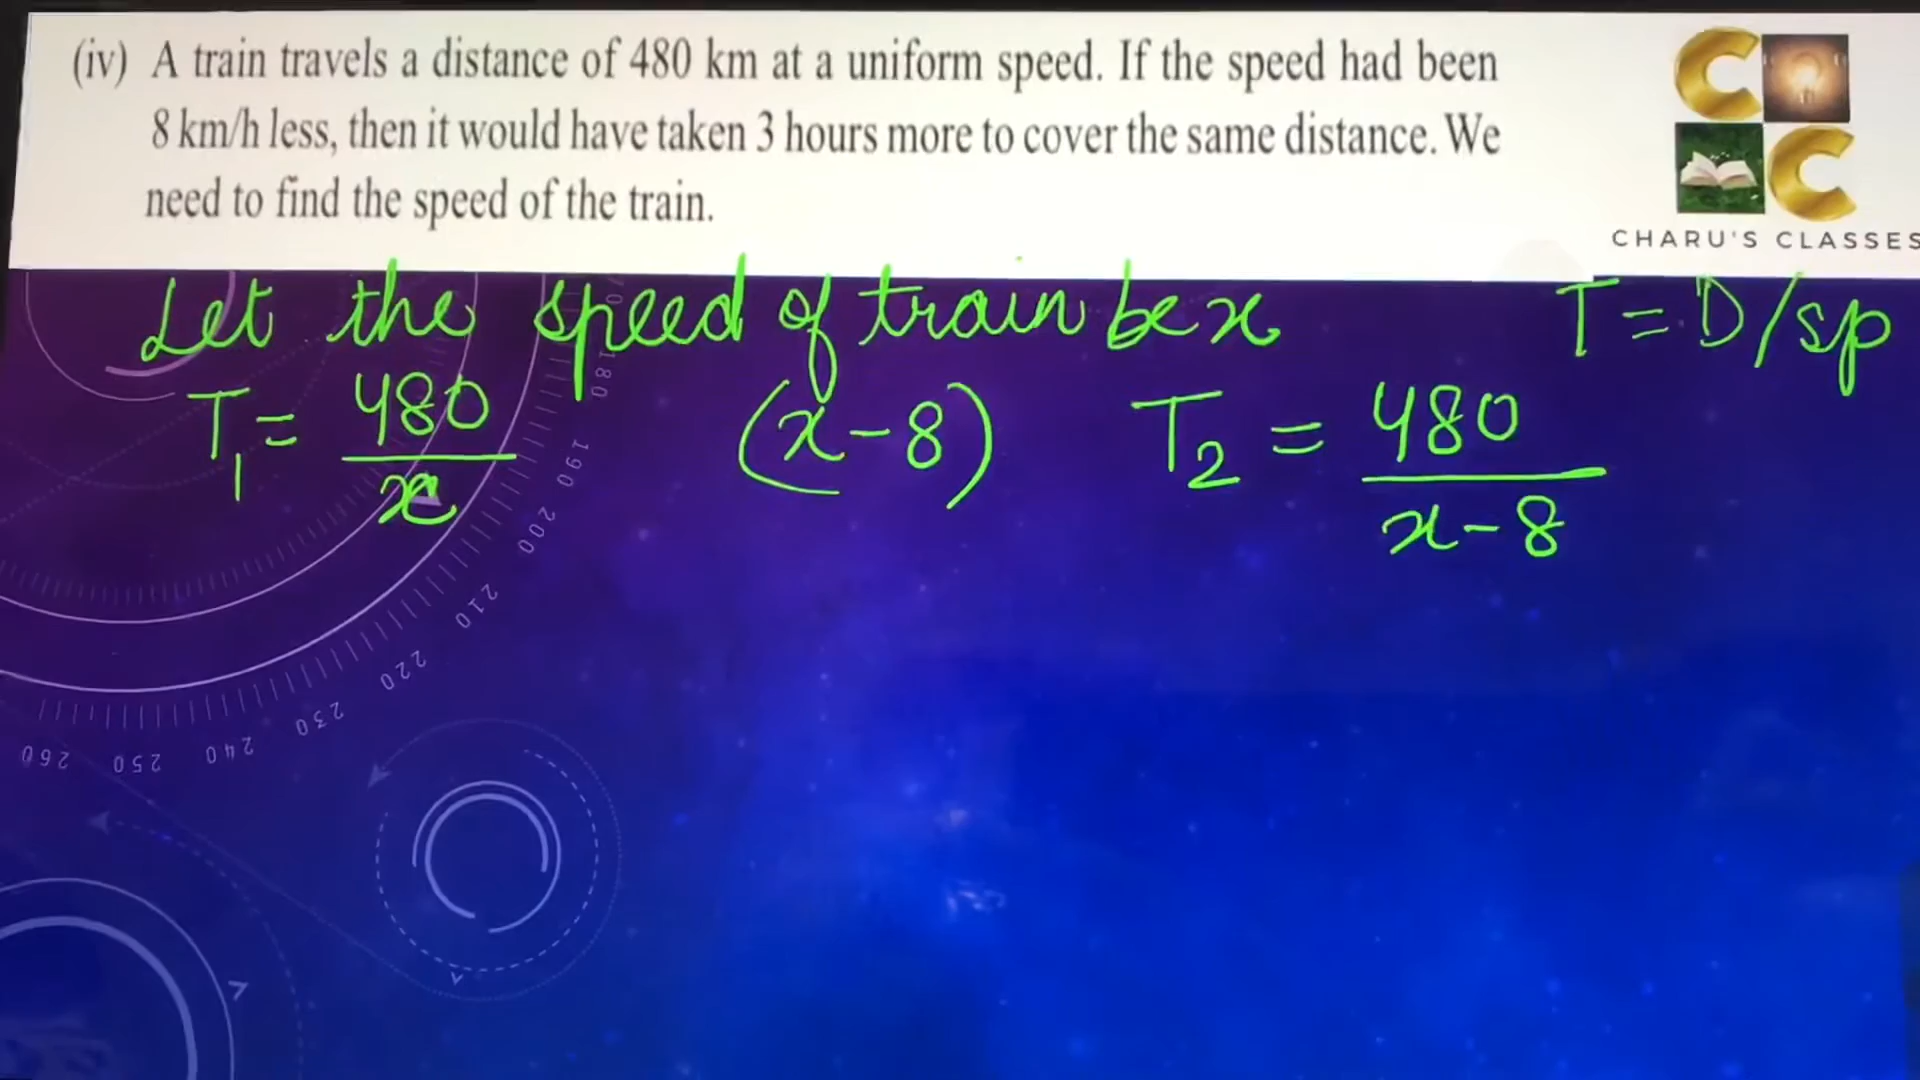 (iv) A train travels a distance of 480 km at a uniform speed. If the speed had been
8 km/h less, then it would have taken 3 hours more to cover the same distance. We
need to find the speed of the train.
CHARU'S CLASSES
Let the speed of train be x
T = D/sp
T₁ = 480/x
(x-8)
T₂ = 480/x-8
180
190
200
210
220
230
240
250
260